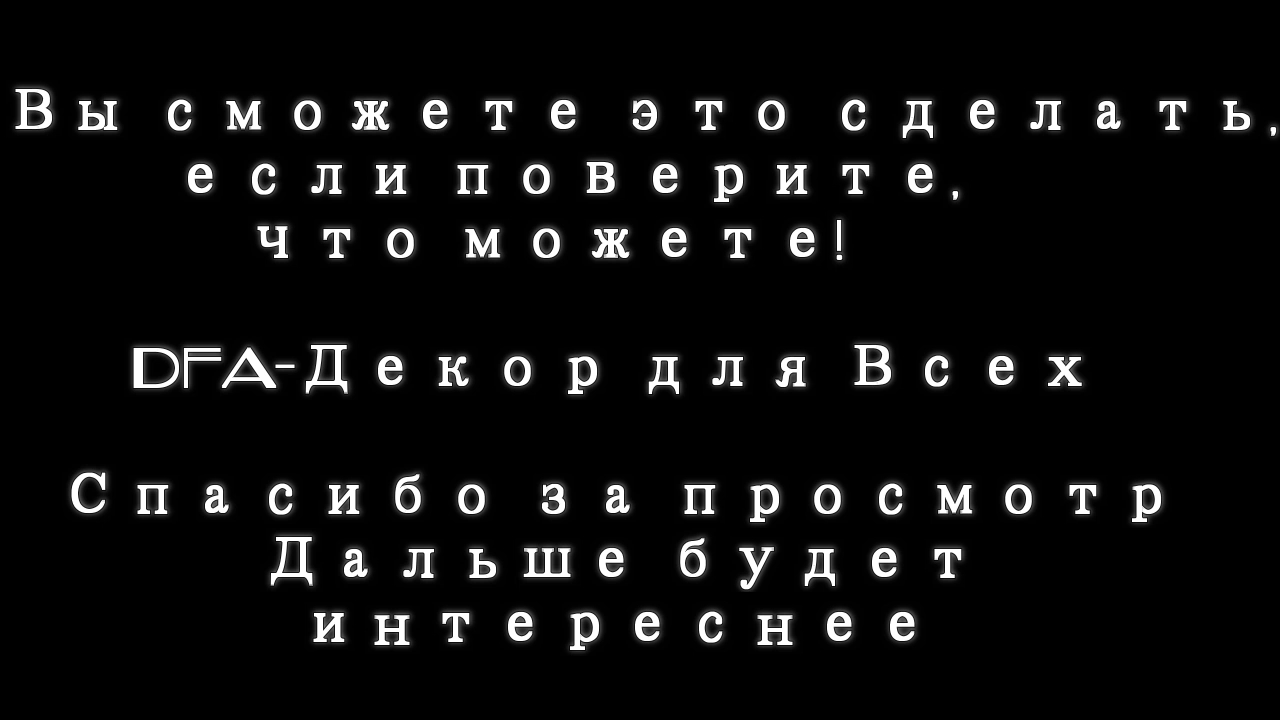 Вы сможете это сделать,
если поверите,
что можете!
DFA-Декор для Всех
Спасибо за просмотр
Дальше будет
интереснее